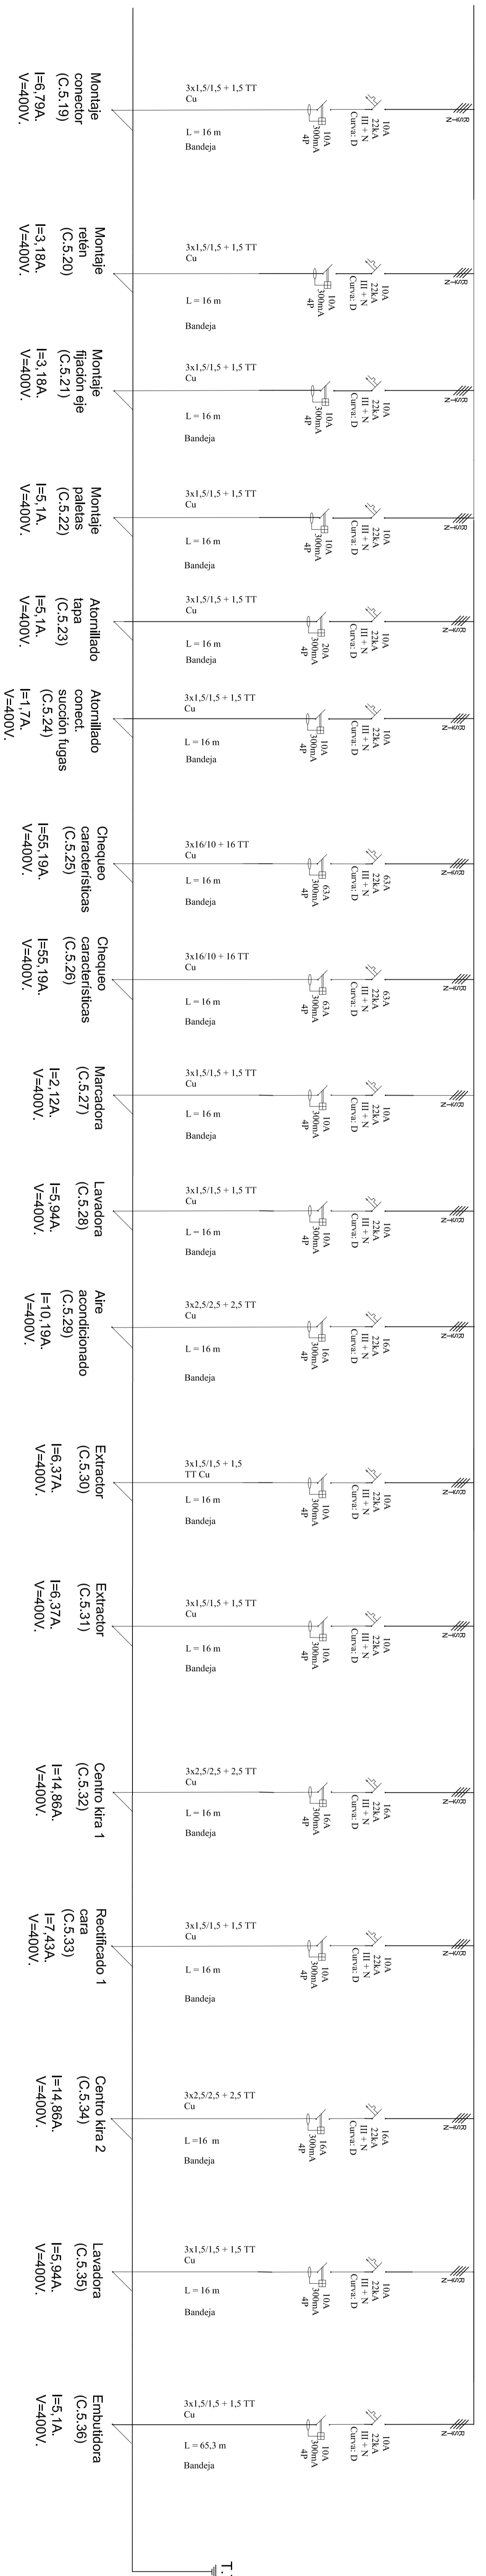 RSTN
10A
22kA
III + N
Curva: D
10A
300mA
4P
3x1,5/1,5 + 1,5 TT
Cu
L = 16 m
Bandeja
Montaje
conector
(C.5.19)
I=6,79A.
V=400V.
RSTN
10A
22kA
III + N
Curva: D
10A
300mA
4P
3x1,5/1,5 + 1,5 TT
Cu
L = 16 m
Bandeja
Montaje
retén
(C.5.20)
I=3,18A.
V=400V.
RSTN
10A
22kA
III + N
Curva: D
10A
300mA
4P
3x1,5/1,5 + 1,5 TT
Cu
L = 16 m
Bandeja
Montaje
fijación eje
(C.5.21)
I=3,18A.
V=400V.
RSTN
10A
22kA
III + N
Curva: D
10A
300mA
4P
3x1,5/1,5 + 1,5 TT
Cu
L = 16 m
Bandeja
Montaje
paletas
(C.5.22)
I=5,1A.
V=400V.
RSTN
10A
22kA
III + N
Curva: D
20A
300mA
4P
3x1,5/1,5 + 1,5 TT
Cu
L = 16 m
Bandeja
Atornillado
tapa
(C.5.23)
I=5,1A.
V=400V.
RSTN
10A
22kA
III + N
Curva: D
10A
300mA
4P
3x1,5/1,5 + 1,5 TT
Cu
L = 16 m
Bandeja
Atornillado
conect.
succión fugas
(C.5.24)
I=1,7A.
V=400V.
RSTN
63A
22kA
III + N
Curva: D
63A
300mA
4P
3x16/10 + 16 TT
Cu
L = 16 m
Bandeja
Chequeo
características
(C.5.25)
I=55,19A.
V=400V.
RSTN
63A
22kA
III + N
Curva: D
63A
300mA
4P
3x16/10 + 16 TT
Cu
L = 16 m
Bandeja
Chequeo
características
(C.5.26)
I=55,19A.
V=400V.
RSTN
10A
22kA
III + N
Curva: D
10A
300mA
4P
3x1,5/1,5 + 1,5 TT
Cu
L = 16 m
Bandeja
Marcadora
(C.5.27)
I=2,12A.
V=400V.
RSTN
10A
22kA
III + N
Curva: D
10A
300mA
4P
3x1,5/1,5 + 1,5 TT
Cu
L = 16 m
Bandeja
Lavadora
(C.5.28)
I=5,94A.
V=400V.
RSTN
16A
22kA
III + N
Curva: D
16A
300mA
4P
3x2,5/2,5 + 2,5 TT
Cu
L = 16 m
Bandeja
Aire
acondicionado
(C.5.29)
I=10,19A.
V=400V.
RSTN
10A
22kA
III + N
Curva: D
10A
300mA
4P
3x1,5/1,5 + 1,5
TT Cu
L = 16 m
Bandeja
Extractor
(C.5.30)
I=6,37A.
V=400V.
RSTN
10A
22kA
III + N
Curva: D
10A
300mA
4P
3x1,5/1,5 + 1,5 TT
Cu
L = 16 m
Bandeja
Extractor
(C.5.31)
I=6,37A.
V=400V.
RSTN
16A
22kA
III + N
Curva: D
16A
300mA
4P
3x2,5/2,5 + 2,5 TT
Cu
L = 16 m
Bandeja
Centro kira 1
(C.5.32)
I=14,86A.
V=400V.
RSTN
10A
22kA
III + N
Curva: D
10A
300mA
4P
3x1,5/1,5 + 1,5 TT
Cu
L = 16 m
Bandeja
Rectificado 1
cara
(C.5.33)
I=7,43A.
V=400V.
RSTN
16A
22kA
III + N
Curva: D
16A
300mA
4P
3x2,5/2,5 + 2,5 TT
Cu
L =16 m
Bandeja
Centro kira 2
(C.5.34)
I=14,86A.
V=400V.
RSTN
10A
22kA
III + N
Curva: D
10A
300mA
4P
3x1,5/1,5 + 1,5 TT
Cu
L = 16 m
Bandeja
Lavadora
(C.5.35)
I=5,94A.
V=400V.
RSTN
10A
22kA
III + N
Curva: D
10A
300mA
4P
3x1,5/1,5 + 1,5 TT
Cu
L = 65,3 m
Bandeja
Embutidora
(C.5.36)
I=5,1A.
V=400V.
T.